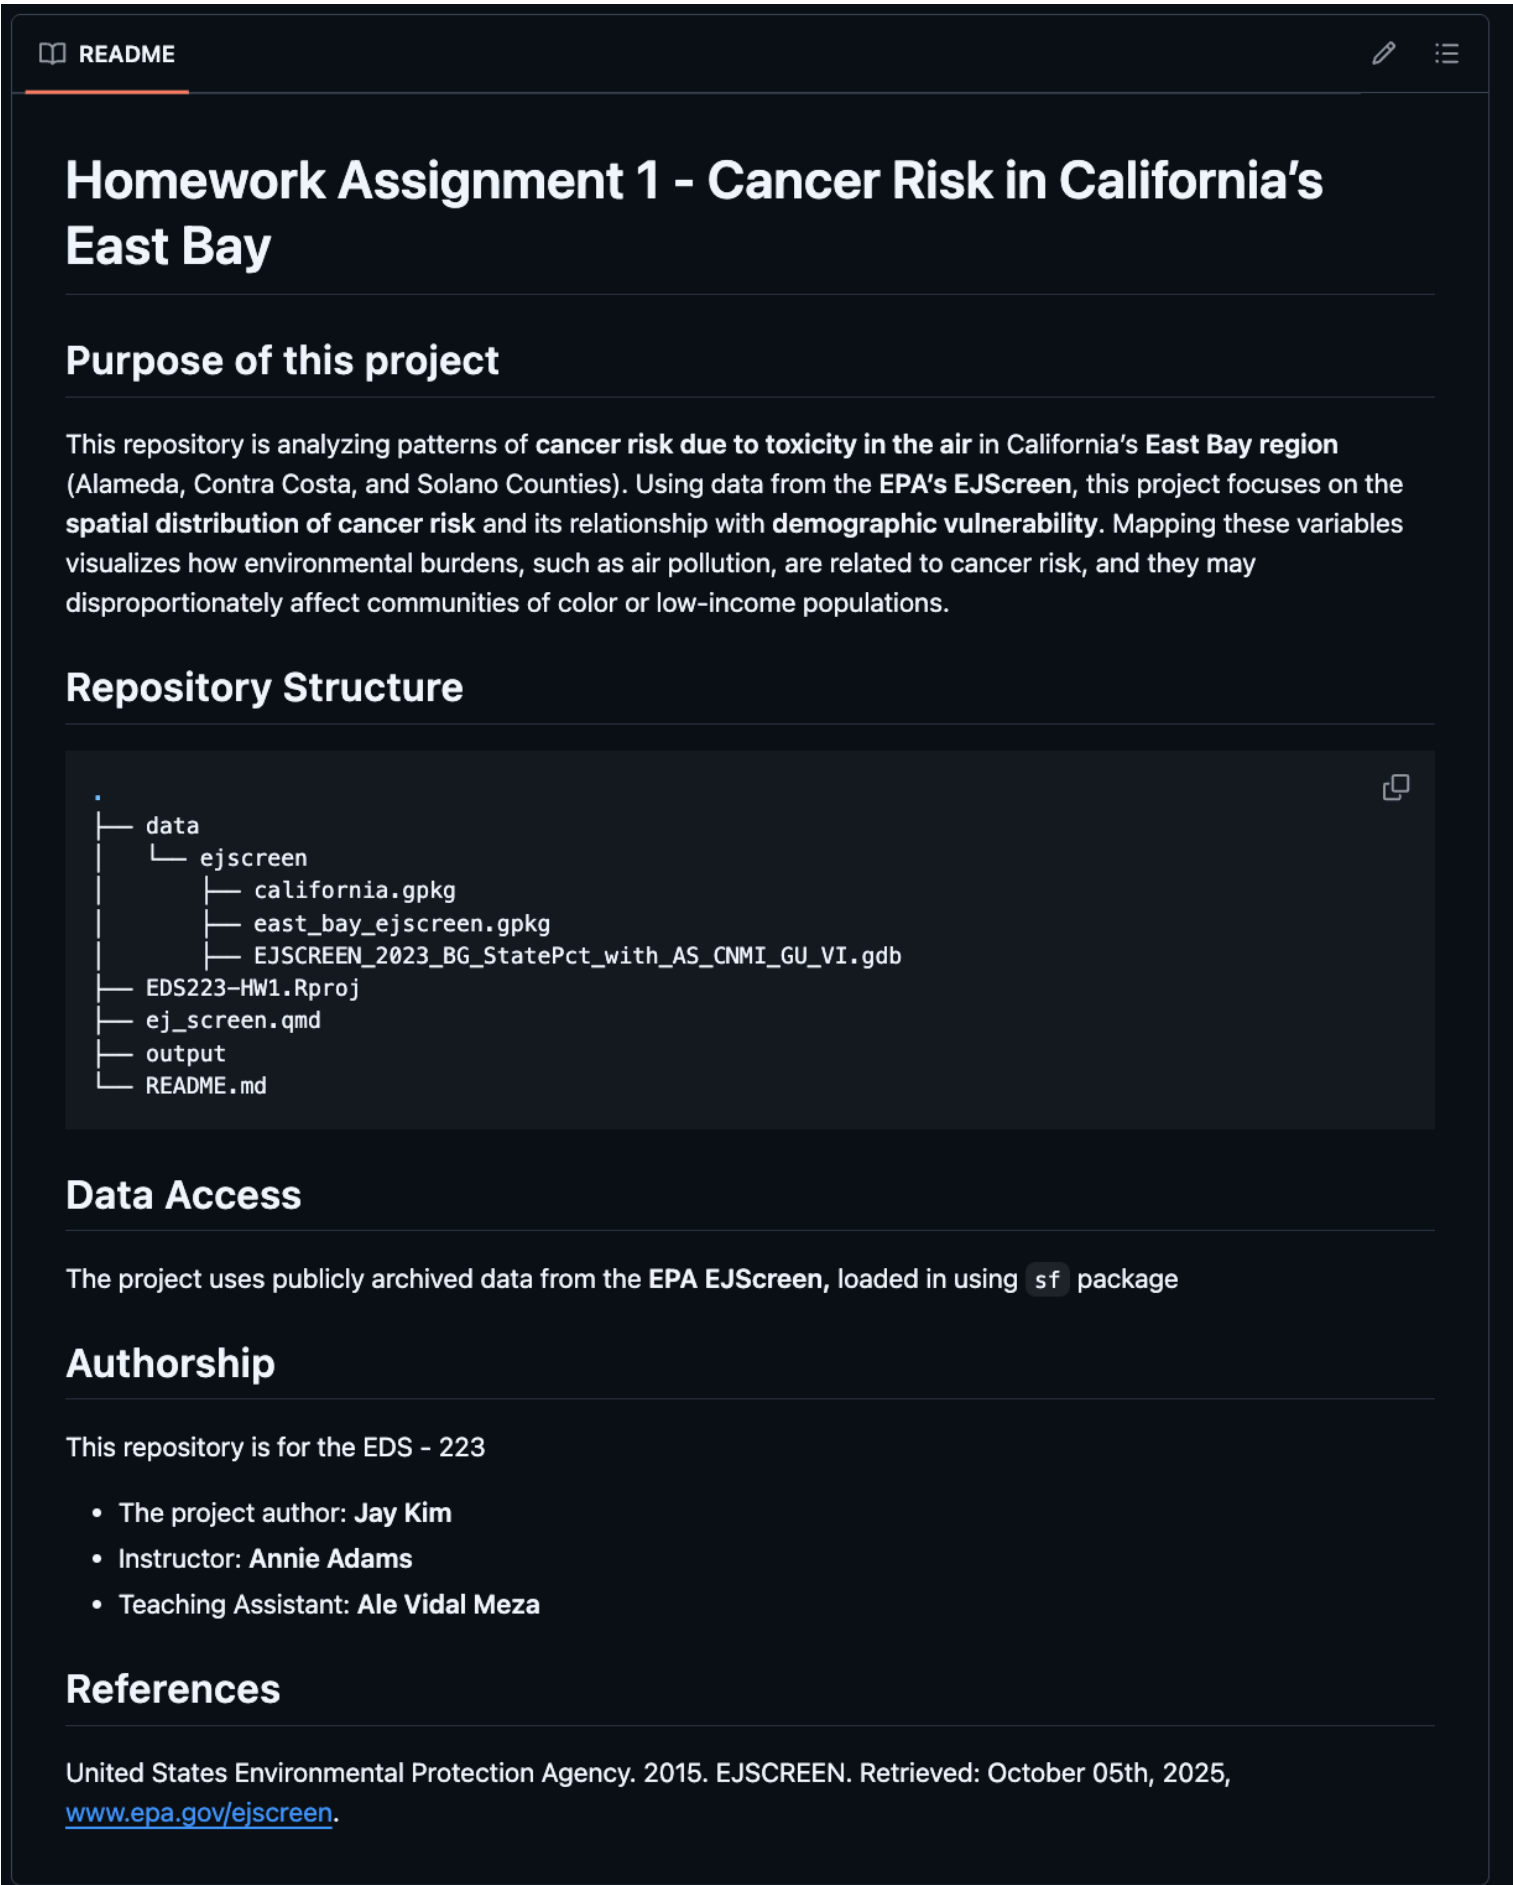 README
Homework Assignment 1 - Cancer Risk in California’s
East Bay
Purpose of this project
This repository is analyzing patterns of cancer risk due to toxicity in the air in California’s East Bay region
(Alameda, Contra Costa, and Solano Counties). Using data from the EPA’s EJScreen, this project focuses on the
spatial distribution of cancer risk and its relationship with demographic vulnerability. Mapping these variables
visualizes how environmental burdens, such as air pollution, are related to cancer risk, and they may
disproportionately affect communities of color or low-income populations.
Repository Structure
.
├── data
│   └── ejscreen
│       ├── california.gpkg
│       ├── east_bay_ejscreen.gpkg
│       ├── EJSCREEN_2023_BG_StatePct_with_AS_CNMI_GU_VI.gdb
├── EDS223-HW1.Rproj
├── ej_screen.qmd
├── output
└── README.md
Data Access
The project uses publicly archived data from the EPA EJScreen, loaded in using sf package
Authorship
This repository is for the EDS - 223
• The project author: Jay Kim
• Instructor: Annie Adams
• Teaching Assistant: Ale Vidal Meza
References
United States Environmental Protection Agency. 2015. EJSCREEN. Retrieved: October 05th, 2025,
www.epa.gov/ejscreen.